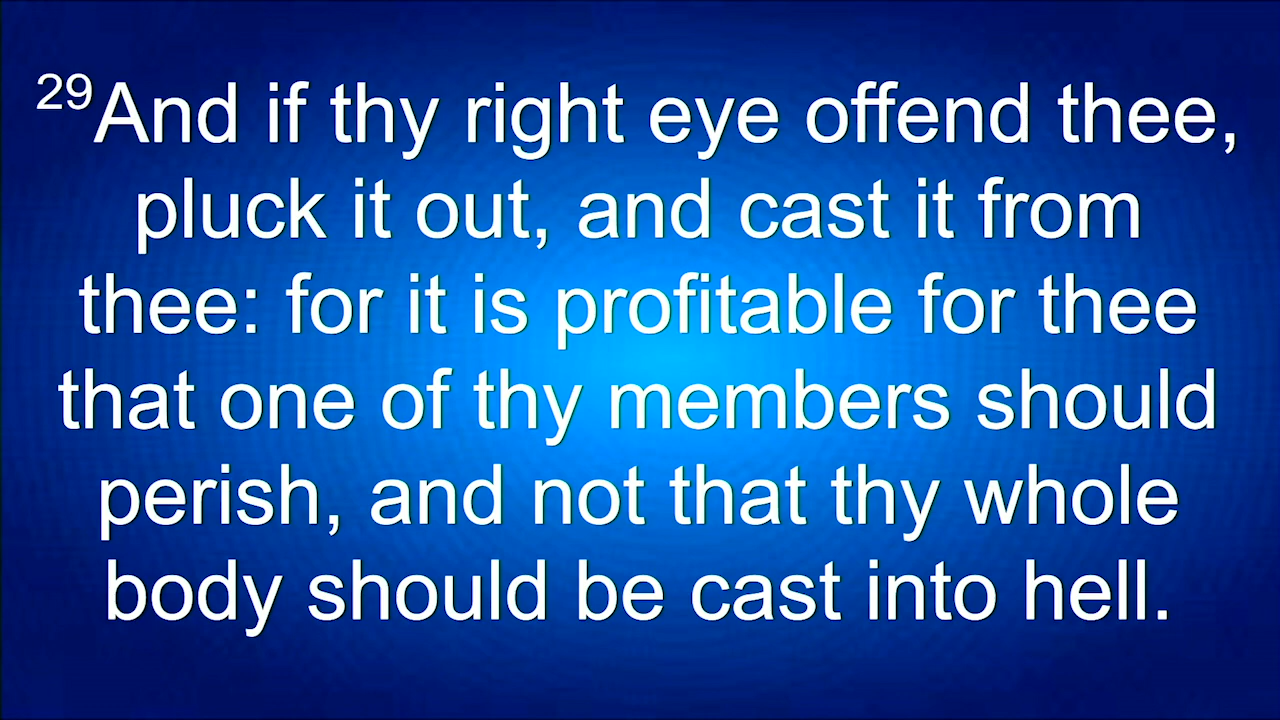 29And if thy right eye offend thee,
pluck it out, and cast it from
thee: for it is profitable for thee
that one of thy members should
perish, and not that thy whole
body should be cast into hell.